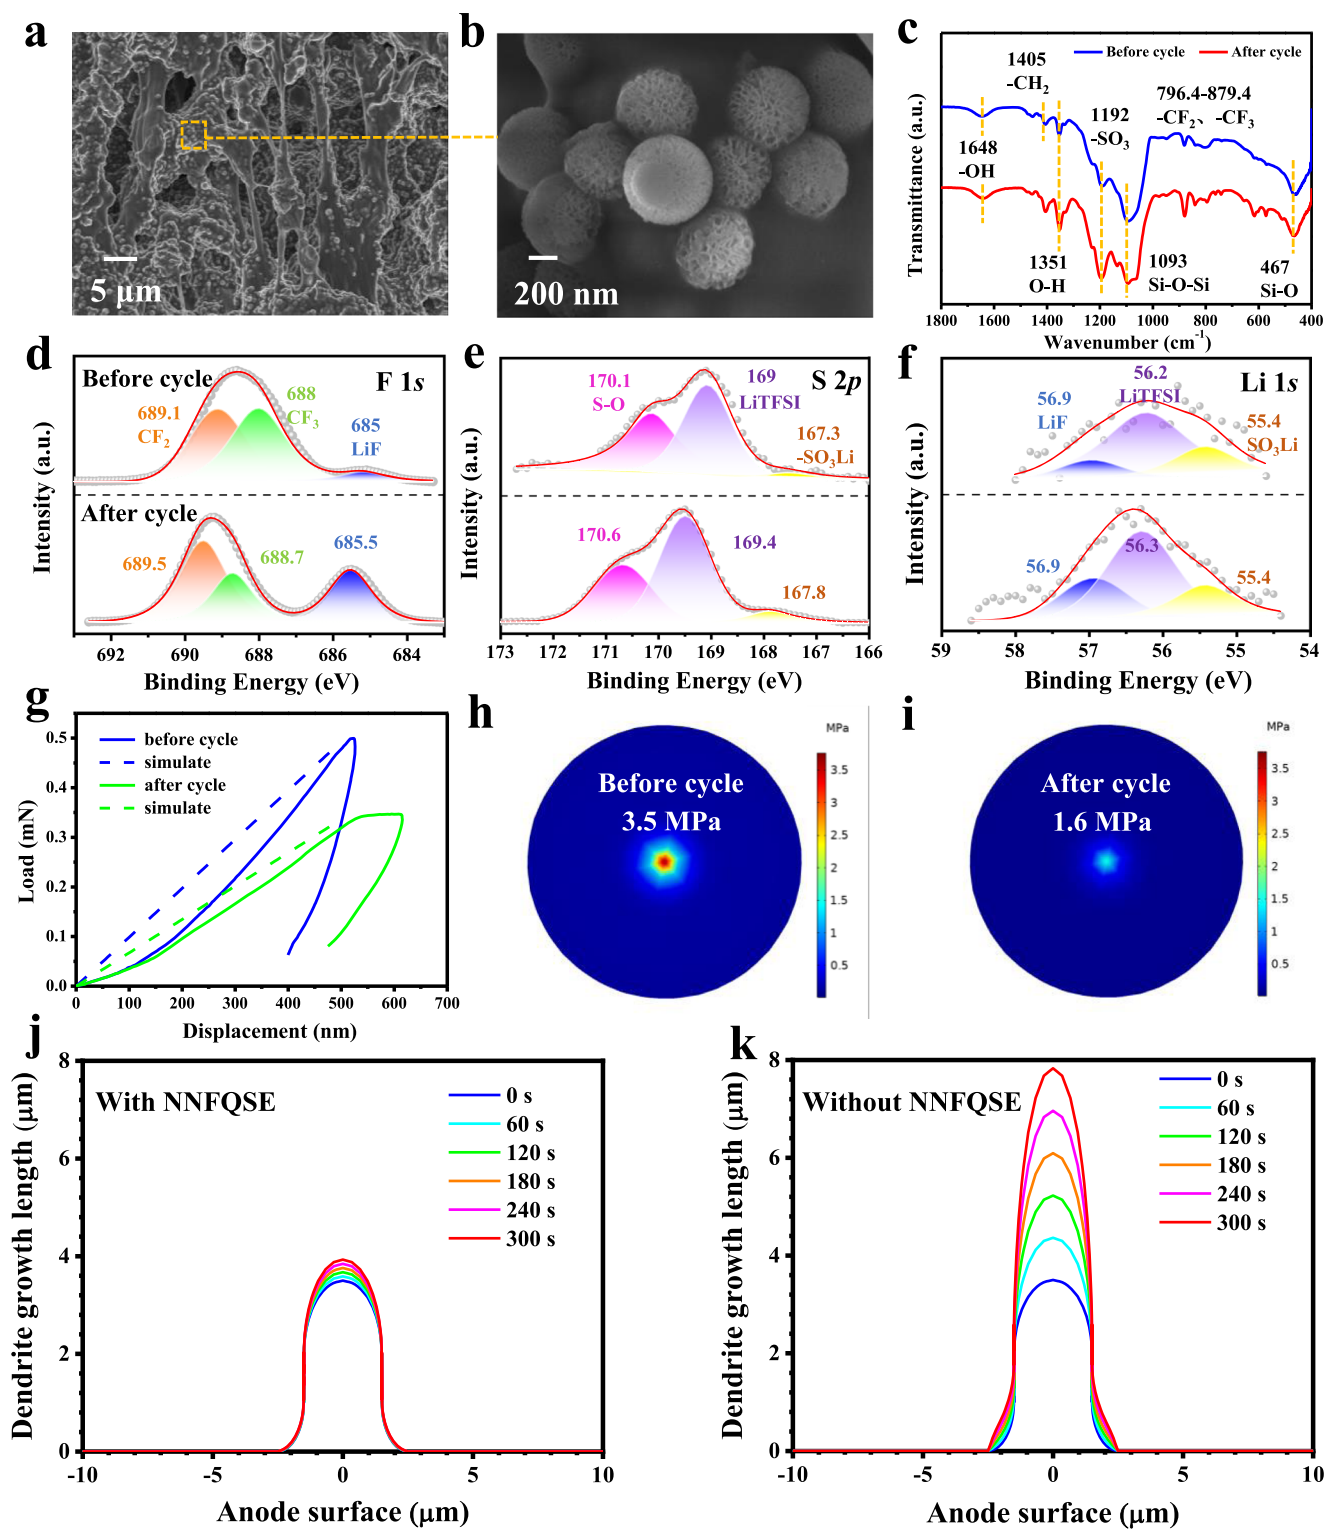 a
5 μm
b
200 nm
c
Before cycle
After cycle
1405
-CH2
1192
-SO3
796.4-879.4
-CF2、 -CF3
1648
-OH
1351
O-H
1093
Si-O-Si
467
Si-O
Transmittance (a.u.)
1800 1600 1400 1200 1000 800 600 400
Wavenumber (cm-1)
d
Before cycle
F 1s
689.1
CF2
688
CF3
685
LiF
After cycle
689.5
688.7
685.5
Intensity (a.u.)
692 690 688 686 684
Binding Energy (eV)
e
S 2p
170.1
S-O
169
LiTFSI
167.3
-SO3Li
170.6
169.4
167.8
Intensity (a.u.)
173 172 171 170 169 168 167 166
Binding Energy (eV)
f
Li 1s
56.9
LiF
56.2
LiTFSI
55.4
SO3Li
56.9
56.3
55.4
Intensity (a.u.)
59 58 57 56 55 54
Binding Energy (eV)
g
before cycle
simulate
after cycle
simulate
Load (mN)
0.5
0.4
0.3
0.2
0.1
0.0
0 100 200 300 400 500 600 700
Displacement (nm)
h
Before cycle
3.5 MPa
MPa
3.5
3
2.5
2
1.5
1
0.5
i
After cycle
1.6 MPa
MPa
3.5
3
2.5
2
1.5
1
0.5
j
With NNFQSE
0 s
60 s
120 s
180 s
240 s
300 s
Dendrite growth length (μm)
8
6
4
2
0
-10 -5 0 5 10
Anode surface (μm)
k
Without NNFQSE
0 s
60 s
120 s
180 s
240 s
300 s
Dendrite growth length (μm)
8
6
4
2
0
-10 -5 0 5 10
Anode surface (μm)